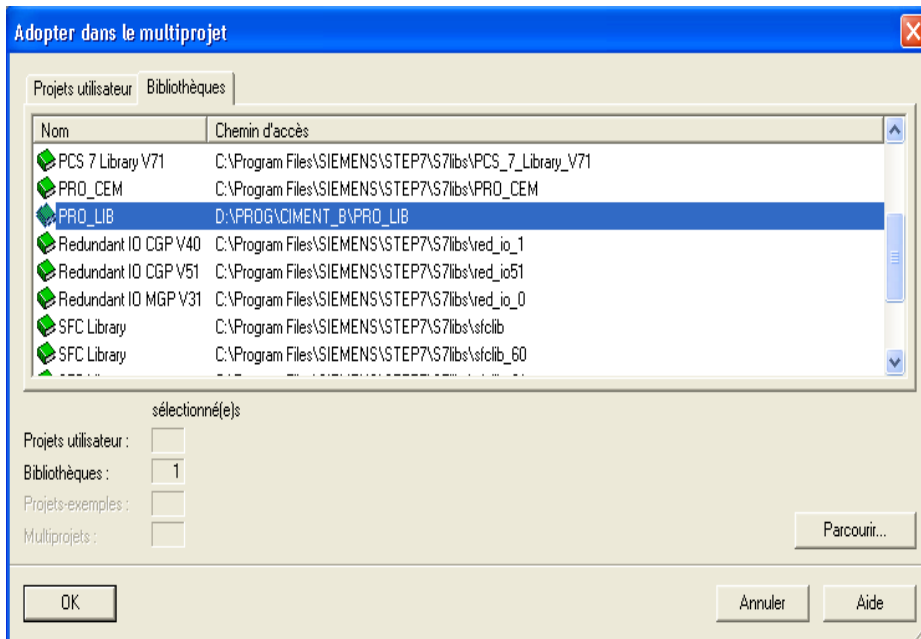 Adopter dans le multiprojet
Projets utilisateur Bibliothèques
Nom Chemin d'accès
PCS 7 Library V71 C:\Program Files\SIEMENS\STEP7\S7libs\PCS_7_Library_V71
PRO_CEM C:\Program Files\SIEMENS\STEP7\S7libs\PRO_CEM
PRO_LIB D:\PROG\CIMENT_B\PRO_LIB
Redundant IO CGP V40 C:\Program Files\SIEMENS\STEP7\S7libs\red_io_1
Redundant IO CGP V51 C:\Program Files\SIEMENS\STEP7\S7libs\red_io51
Redundant IO MGP V31 C:\Program Files\SIEMENS\STEP7\S7libs\red_io_0
SFC Library C:\Program Files\SIEMENS\STEP7\S7libs\sfclib
SFC Library C:\Program Files\SIEMENS\STEP7\S7libs\sfclib_60
sélectionné(e)s
Projets utilisateur :
Bibliothèques : 1
Projets-exemples :
Multiprojets :
Parcourir...
OK Annuler Aide